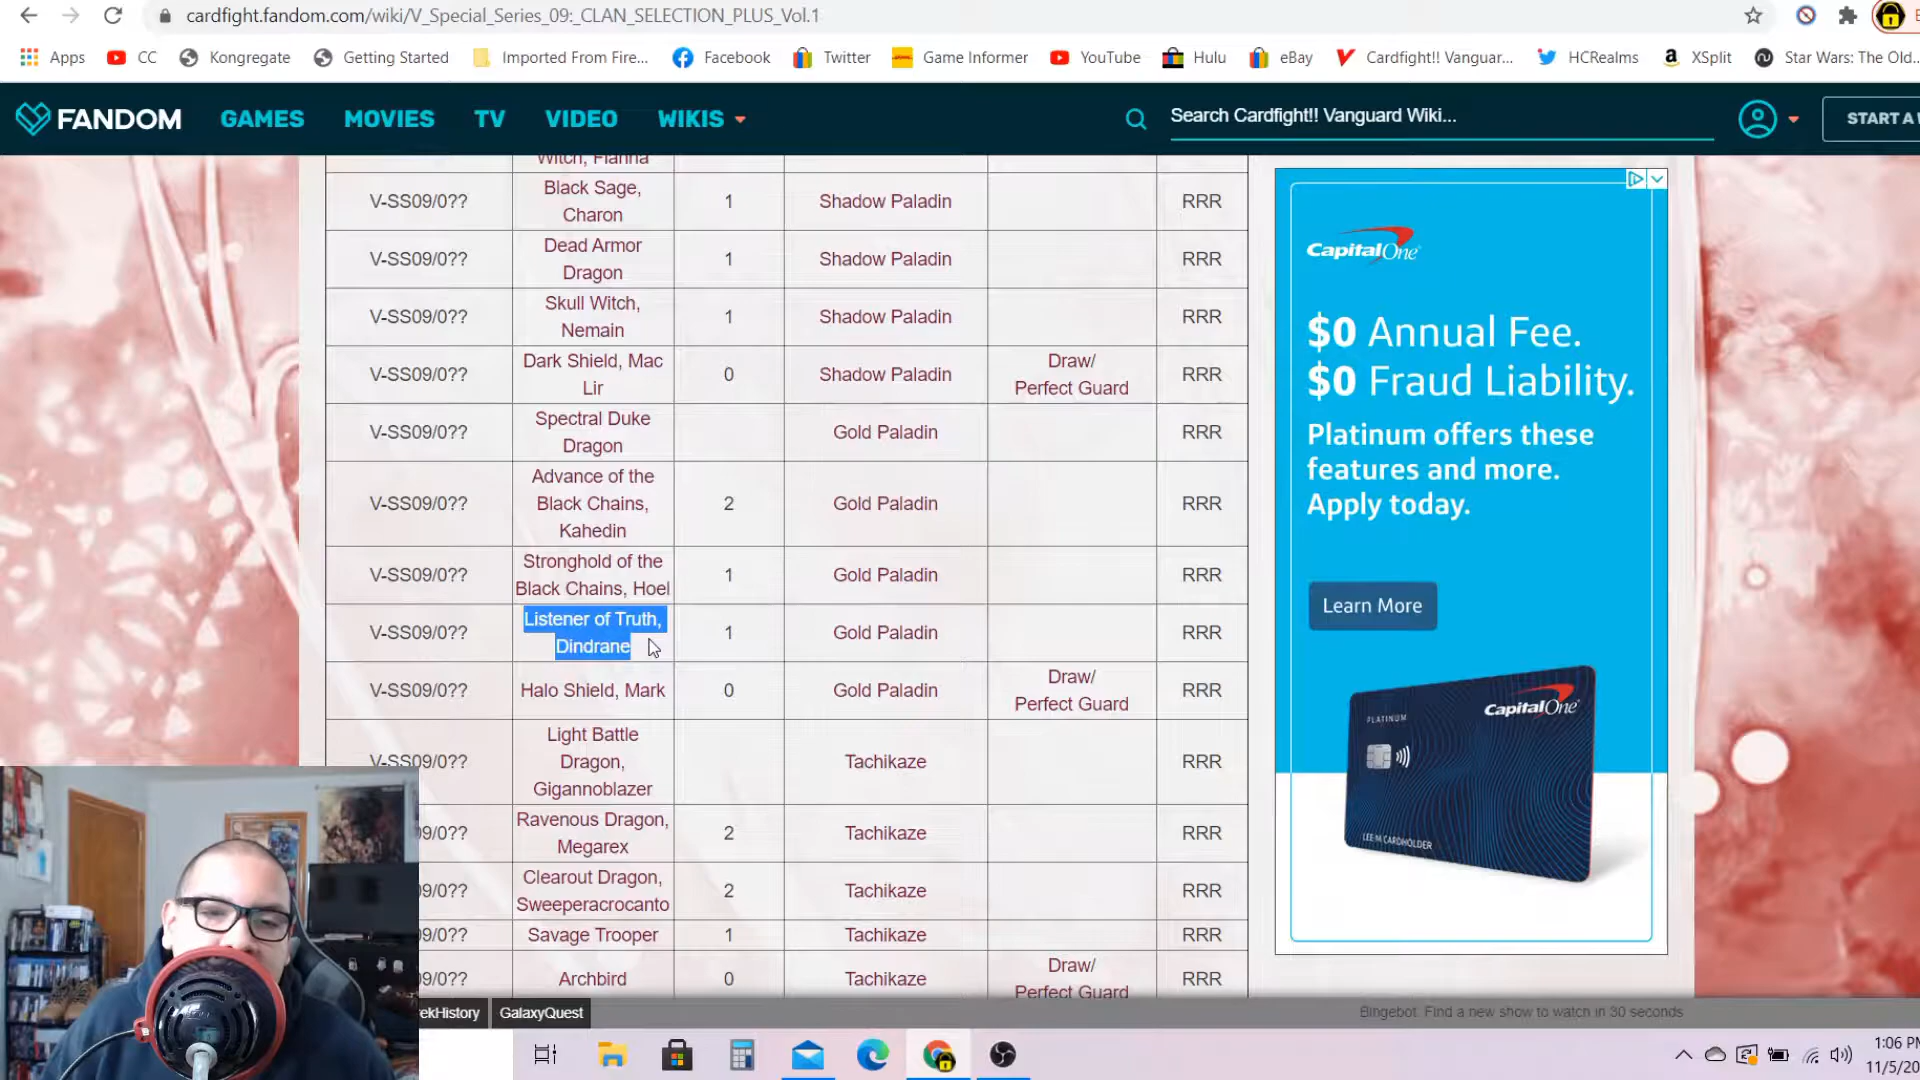 cardfight.fandom.com/wiki/V_Special_Series_09:_CLAN_SELECTION_PLUS_Vol.1
Apps CC Kongregate Getting Started Imported From Fire... Facebook Twitter Game Informer YouTube Hulu eBay Cardfight!! Vanguar... HCRealms XSplit Star Wars: The Old...
FANDOM GAMES MOVIES TV VIDEO WIKIS Search Cardfight!! Vanguard Wiki... START A
Witch, Fianna
V-SS09/0?? Black Sage, Charon 1 Shadow Paladin RRR
V-SS09/0?? Dead Armor Dragon 1 Shadow Paladin RRR
V-SS09/0?? Skull Witch, Nemain 1 Shadow Paladin RRR
V-SS09/0?? Dark Shield, Mac Lir 0 Shadow Paladin Draw/ Perfect Guard RRR
V-SS09/0?? Spectral Duke Dragon Gold Paladin RRR
V-SS09/0?? Advance of the Black Chains, Kahedin 2 Gold Paladin RRR
V-SS09/0?? Stronghold of the Black Chains, Hoel 1 Gold Paladin RRR
V-SS09/0?? Listener of Truth, Dindrane 1 Gold Paladin RRR
V-SS09/0?? Halo Shield, Mark 0 Gold Paladin Draw/ Perfect Guard RRR
V-SS09/0?? Light Battle Dragon, Gigannoblazer Tachikaze RRR
09/0?? Ravenous Dragon, Megarex 2 Tachikaze RRR
09/0?? Clearout Dragon, Sweeperacrocanto 2 Tachikaze RRR
09/0?? Savage Trooper 1 Tachikaze RRR
09/0?? Archbird 0 Tachikaze Draw/ Perfect Guard RRR
CapitalOne
$0 Annual Fee.
$0 Fraud Liability.
Platinum offers these
features and more.
Apply today.
Learn More
PLATINUM
CapitalOne
LEE M. CARDHOLDER
ekHistory GalaxyQuest
Bingebot. Find a new show to watch in 30 seconds
1:06 PM
11/5/20